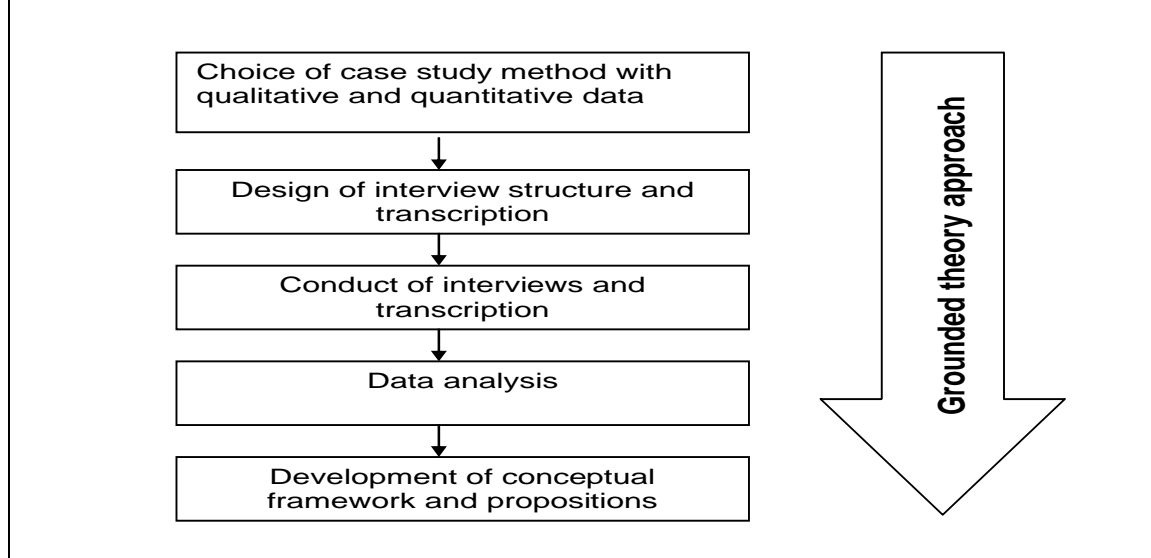 Choice of case study method with
qualitative and quantitative data
Design of interview structure and
transcription
Conduct of interviews and
transcription
Data analysis
Development of conceptual
framework and propositions
Grounded theory approach